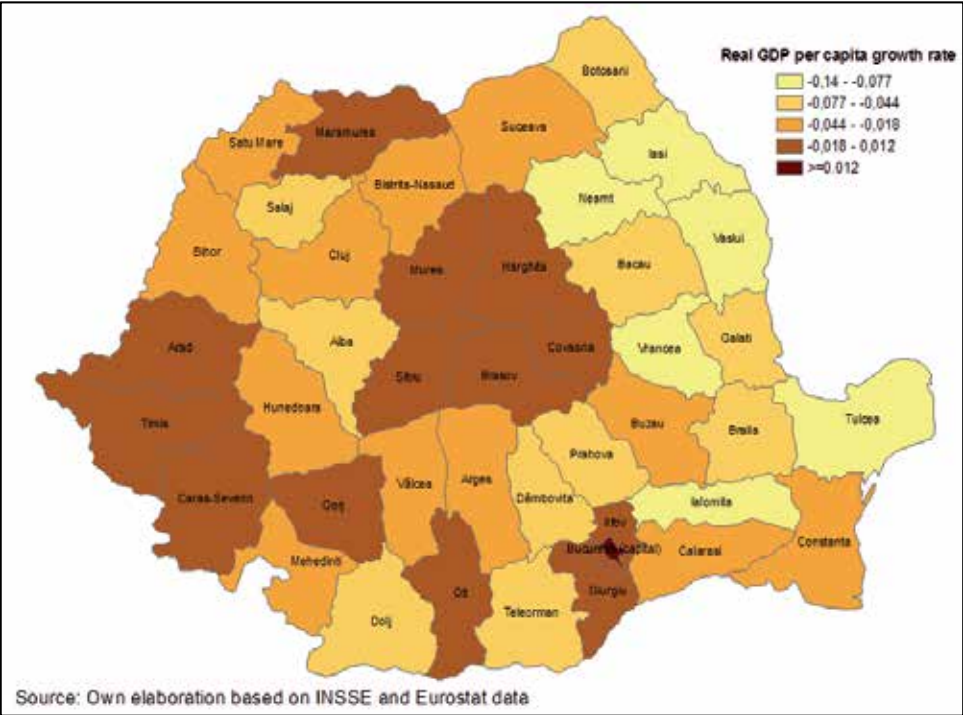 Real GDP per capita growth rate
-0,14 - -0,077
-0,077 - -0,044
-0,044 - -0,018
-0,018 - 0,012
>=0.012
Botosani
Suceava
Maramures
Satu Mare
Iasi
Bistrita-Nasaud
Neamt
Salaj
Vaslui
Bihor
Cluj
Mures
Harghita
Bacau
Arad
Alba
Covasna
Vrancea
Galati
Sibiu
Brasov
Timis
Hunedoara
Buzau
Braila
Tulcea
Prahova
Caras-Severin
Vâlcea
Arges
Dâmbovita
Gorj
Ialomita
Ilfov
Bucuresti (capital)
Calarasi
Constanta
Mehedinti
Giurgiu
Olt
Teleorman
Dolj
Source: Own elaboration based on INSSE and Eurostat data